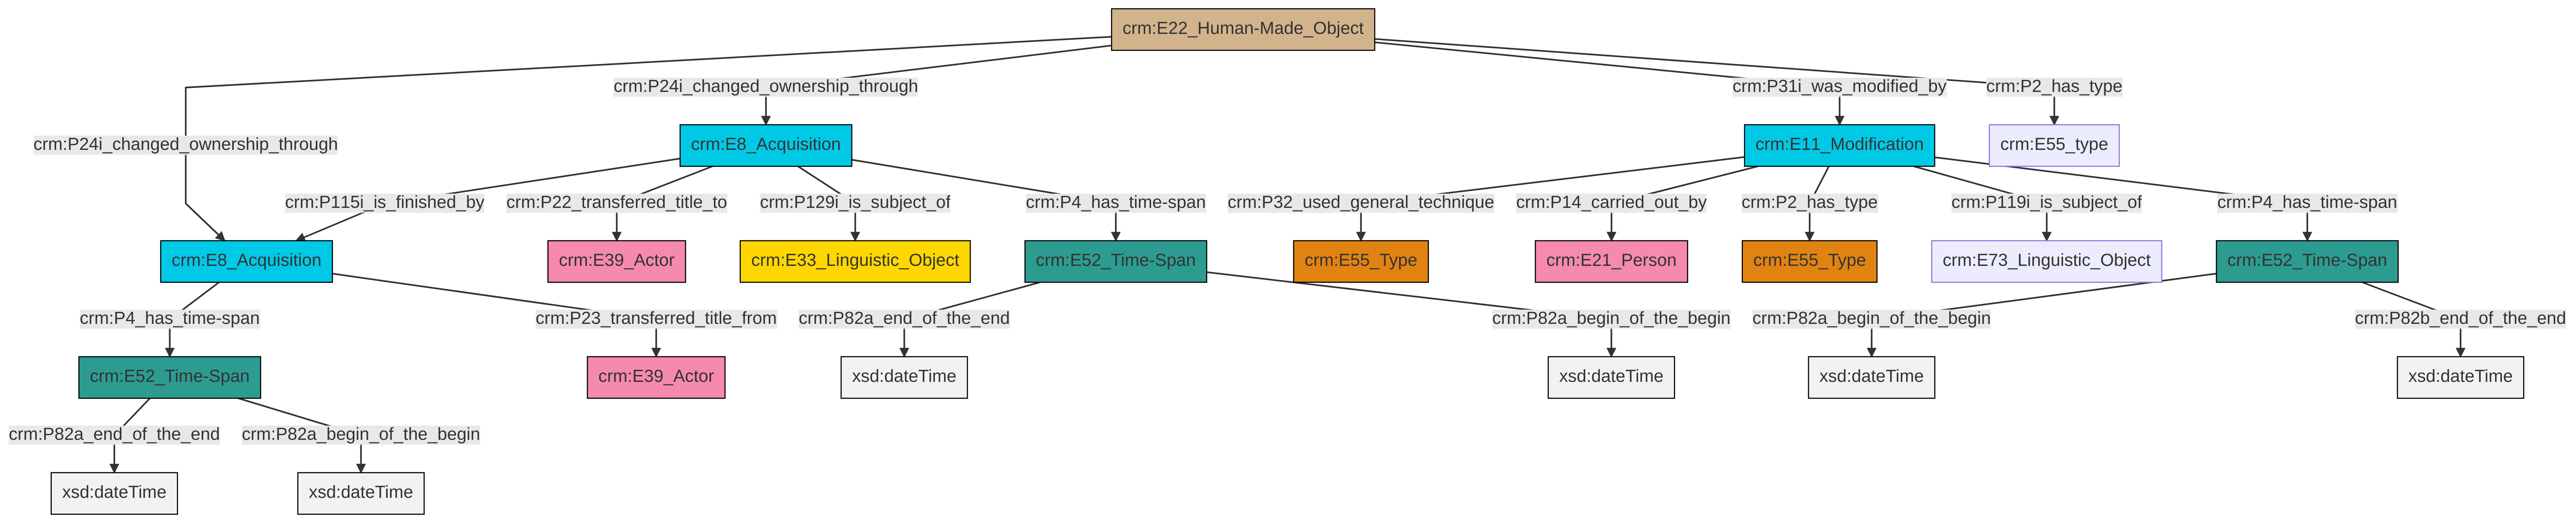 crm:E22_Human-Made_Object
crm:P24i_changed_ownership_through
crm:P31i_was_modified_by
crm:P2_has_type
crm:P24i_changed_ownership_through
crm:E8_Acquisition
crm:E11_Modification
crm:E55_type
crm:P115i_is_finished_by
crm:P22_transferred_title_to
crm:P129i_is_subject_of
crm:P4_has_time-span
crm:P32_used_general_technique
crm:P14_carried_out_by
crm:P2_has_type
crm:P119i_is_subject_of
crm:P4_has_time-span
crm:E8_Acquisition
crm:E39_Actor
crm:E33_Linguistic_Object
crm:E52_Time-Span
crm:E55_Type
crm:E21_Person
crm:E55_Type
crm:E73_Linguistic_Object
crm:E52_Time-Span
crm:P4_has_time-span
crm:P23_transferred_title_from
crm:P82a_end_of_the_end
crm:P82a_begin_of_the_begin
crm:P82a_begin_of_the_begin
crm:P82b_end_of_the_end
crm:E52_Time-Span
crm:E39_Actor
xsd:dateTime
xsd:dateTime
xsd:dateTime
xsd:dateTime
crm:P82a_end_of_the_end
crm:P82a_begin_of_the_begin
xsd:dateTime
xsd:dateTime